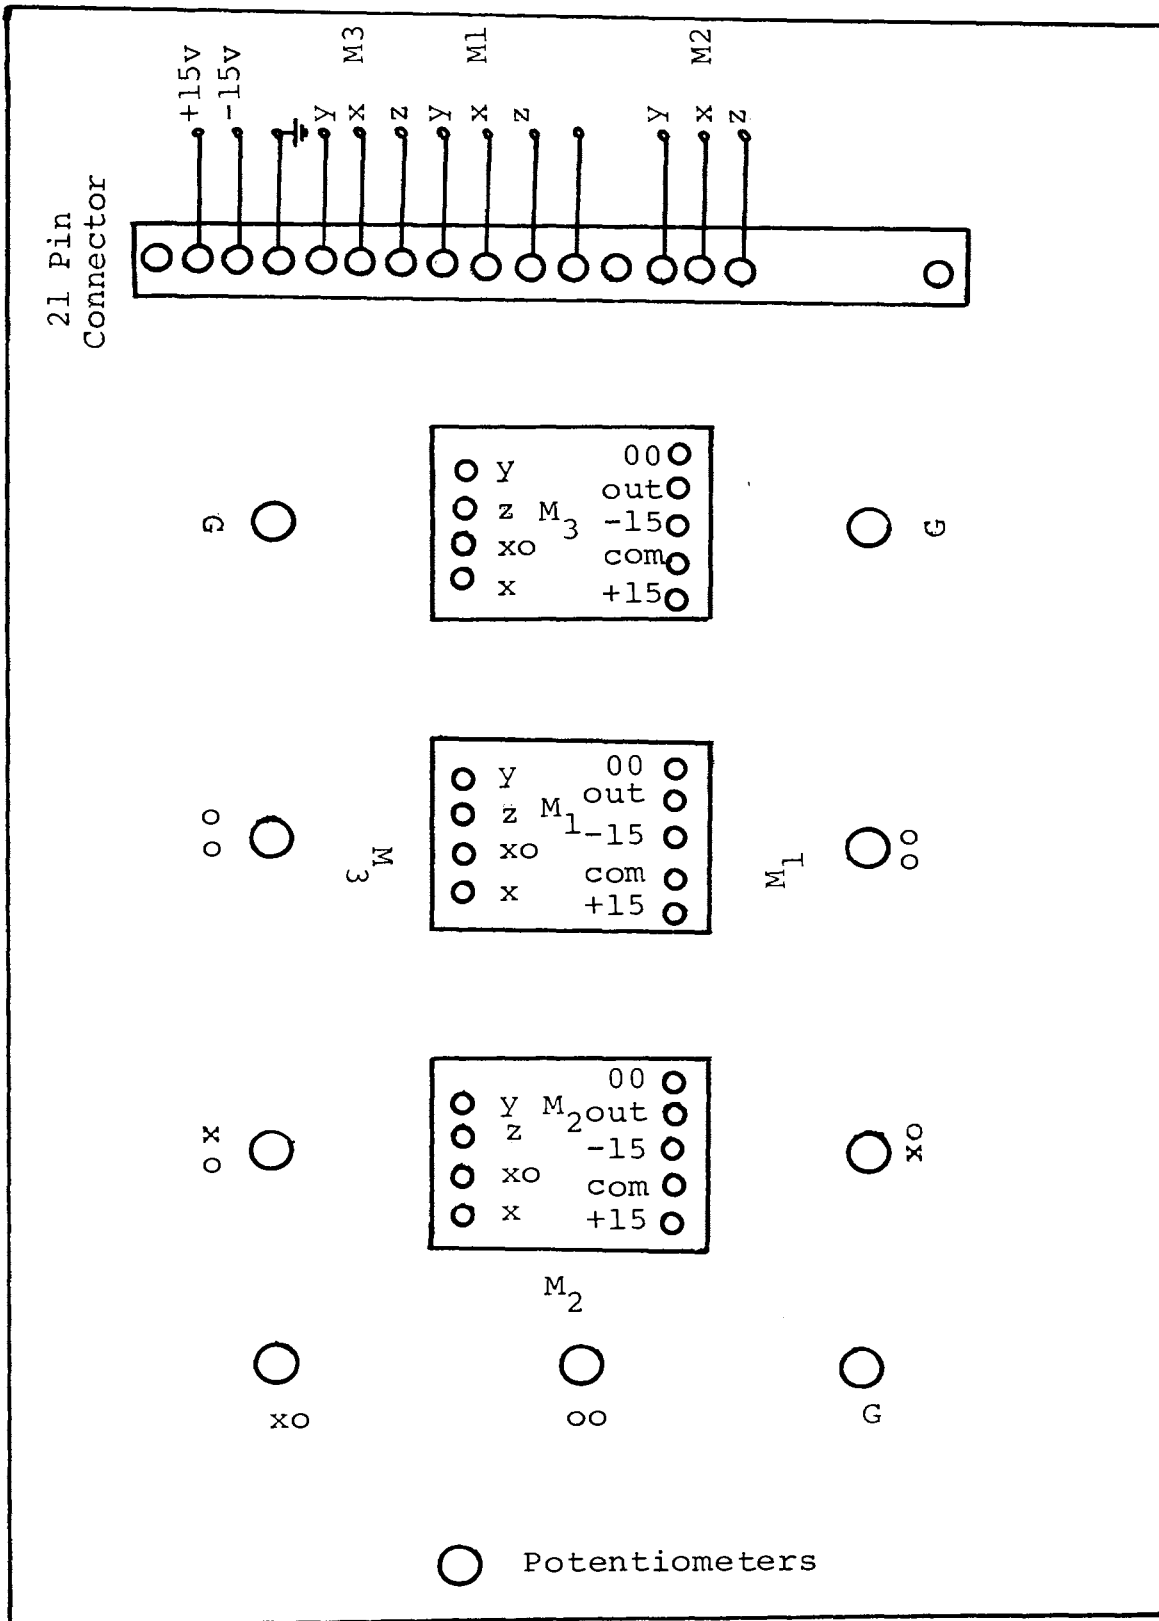 21 Pin
Connector
+15v
-15v
y
x
z
M3
y
x
z
M1
y
x
z
M2
G
y
z
xo
x
M3
00
out
-15
com
+15
G
oo
M3
y
z
xo
x
M1
00
out
-15
com
+15
M1
oo
xo
y
z
xo
x
M2
00
out
-15
com
+15
xo
M2
xo
oo
G
Potentiometers